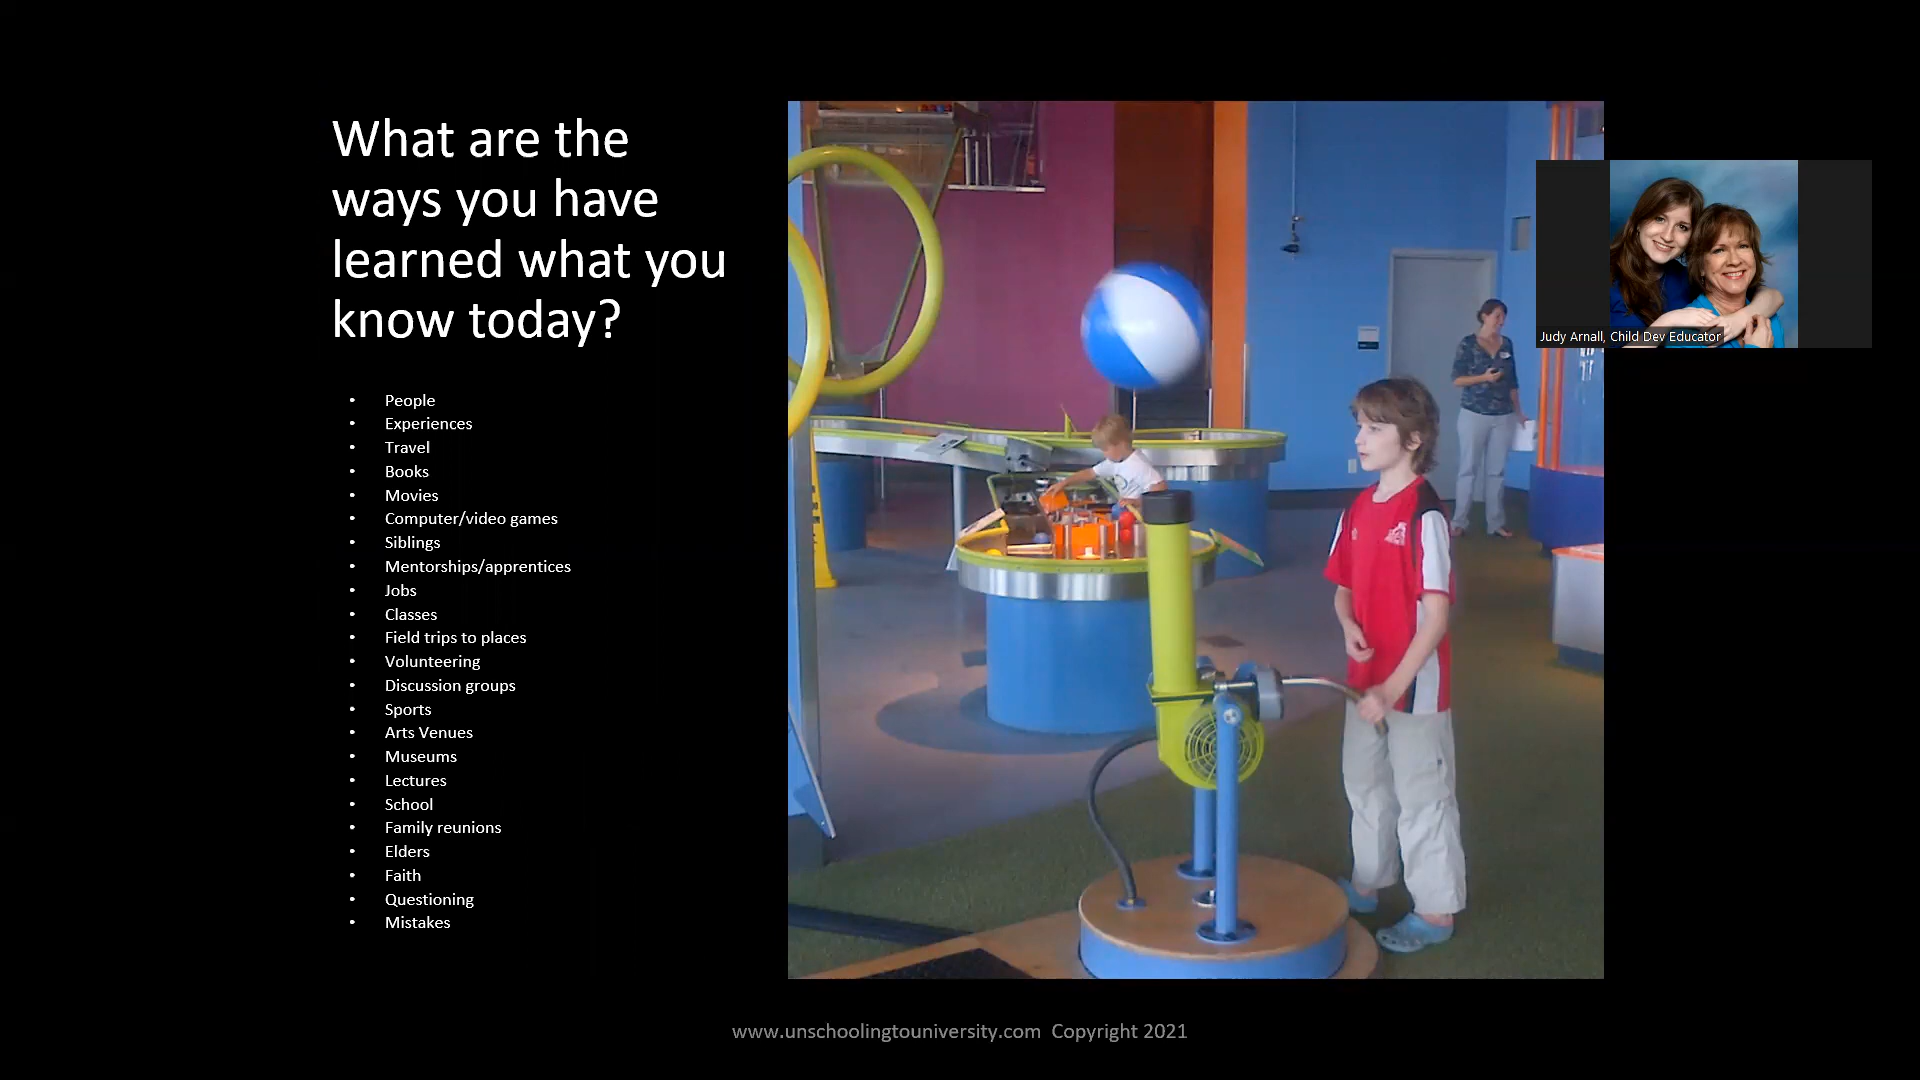 What are the
ways you have
learned what you
know today?
• People
• Experiences
• Travel
• Books
• Movies
• Computer/video games
• Siblings
• Mentorships/apprentices
• Jobs
• Classes
• Field trips to places
• Volunteering
• Discussion groups
• Sports
• Arts Venues
• Museums
• Lectures
• School
• Family reunions
• Elders
• Faith
• Questioning
• Mistakes
Judy Arnall, Child Dev Educator
www.unschoolingtouniversity.com Copyright 2021